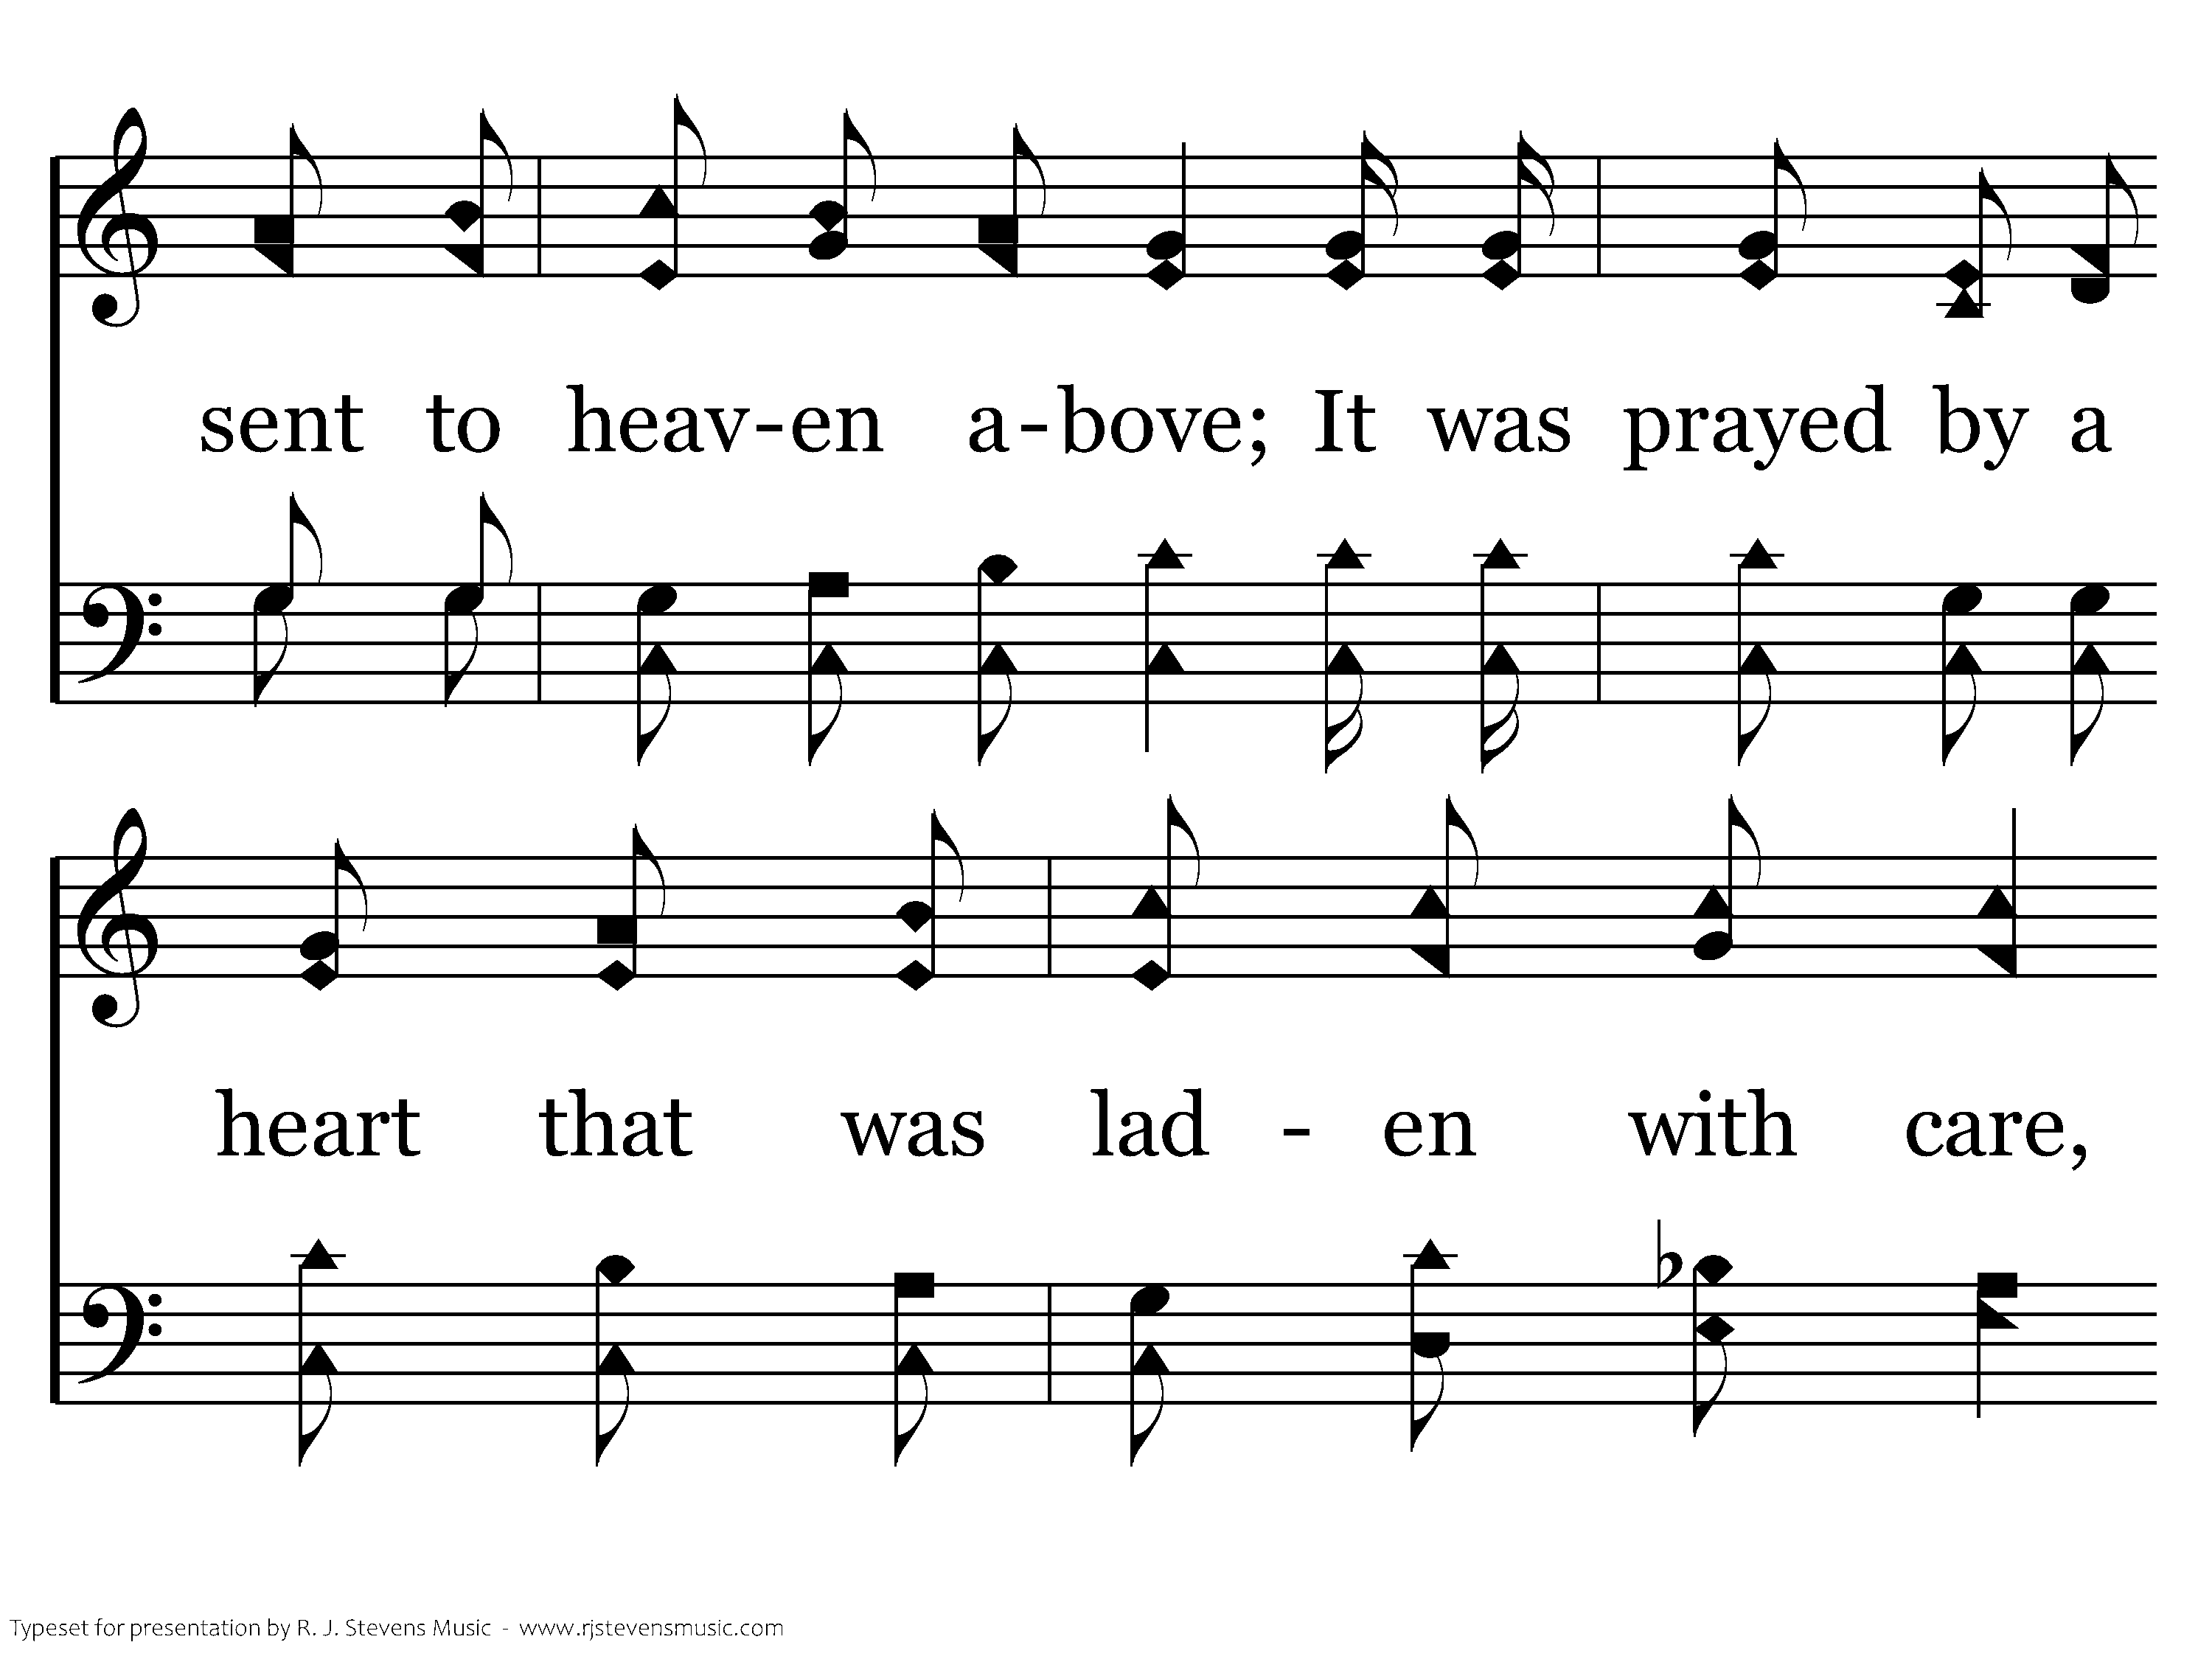 sent to heav-en a-bove; It was prayed by a
heart that was lad - en with care,
Typeset for presentation by R. J. Stevens Music - www.rjstevensmusic.com